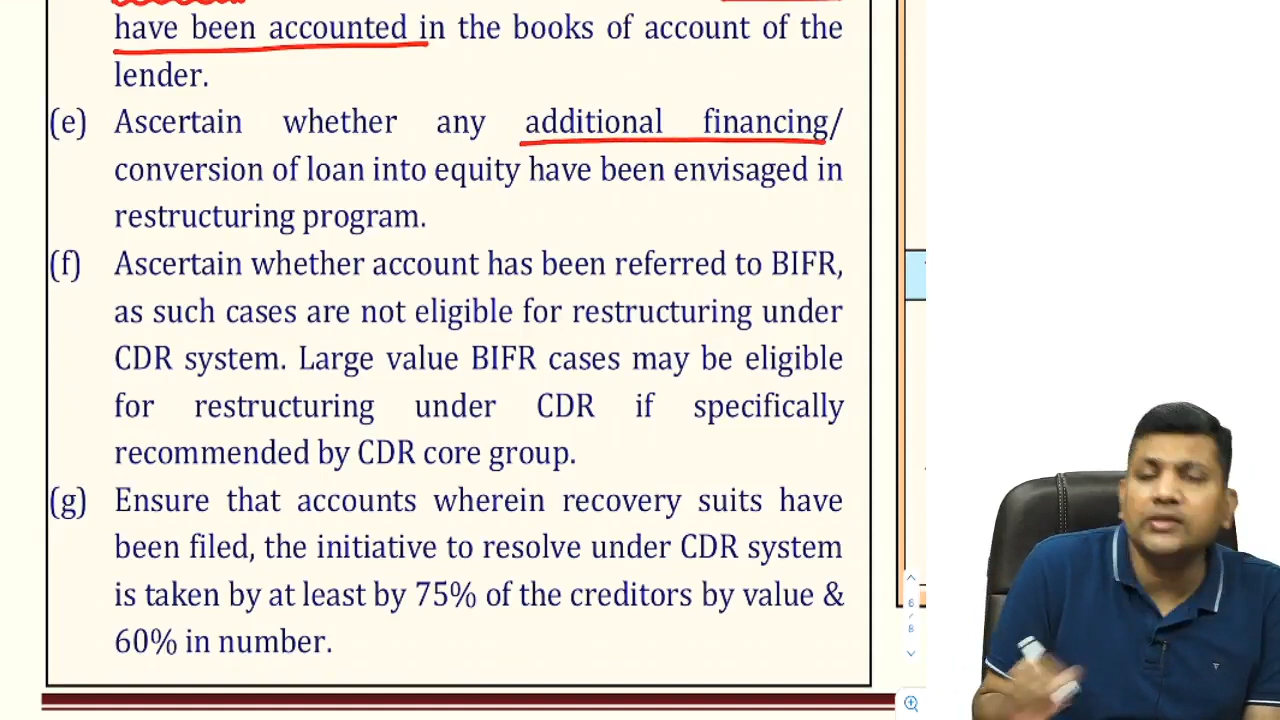 have been accounted in the books of account of the
lender.
(e) Ascertain whether any additional financing/
conversion of loan into equity have been envisaged in
restructuring program.
(f) Ascertain whether account has been referred to BIFR,
as such cases are not eligible for restructuring under
CDR system. Large value BIFR cases may be eligible
for restructuring under CDR if specifically
recommended by CDR core group.
(g) Ensure that accounts wherein recovery suits have
been filed, the initiative to resolve under CDR system
is taken by at least by 75% of the creditors by value &
60% in number.
6
/
8